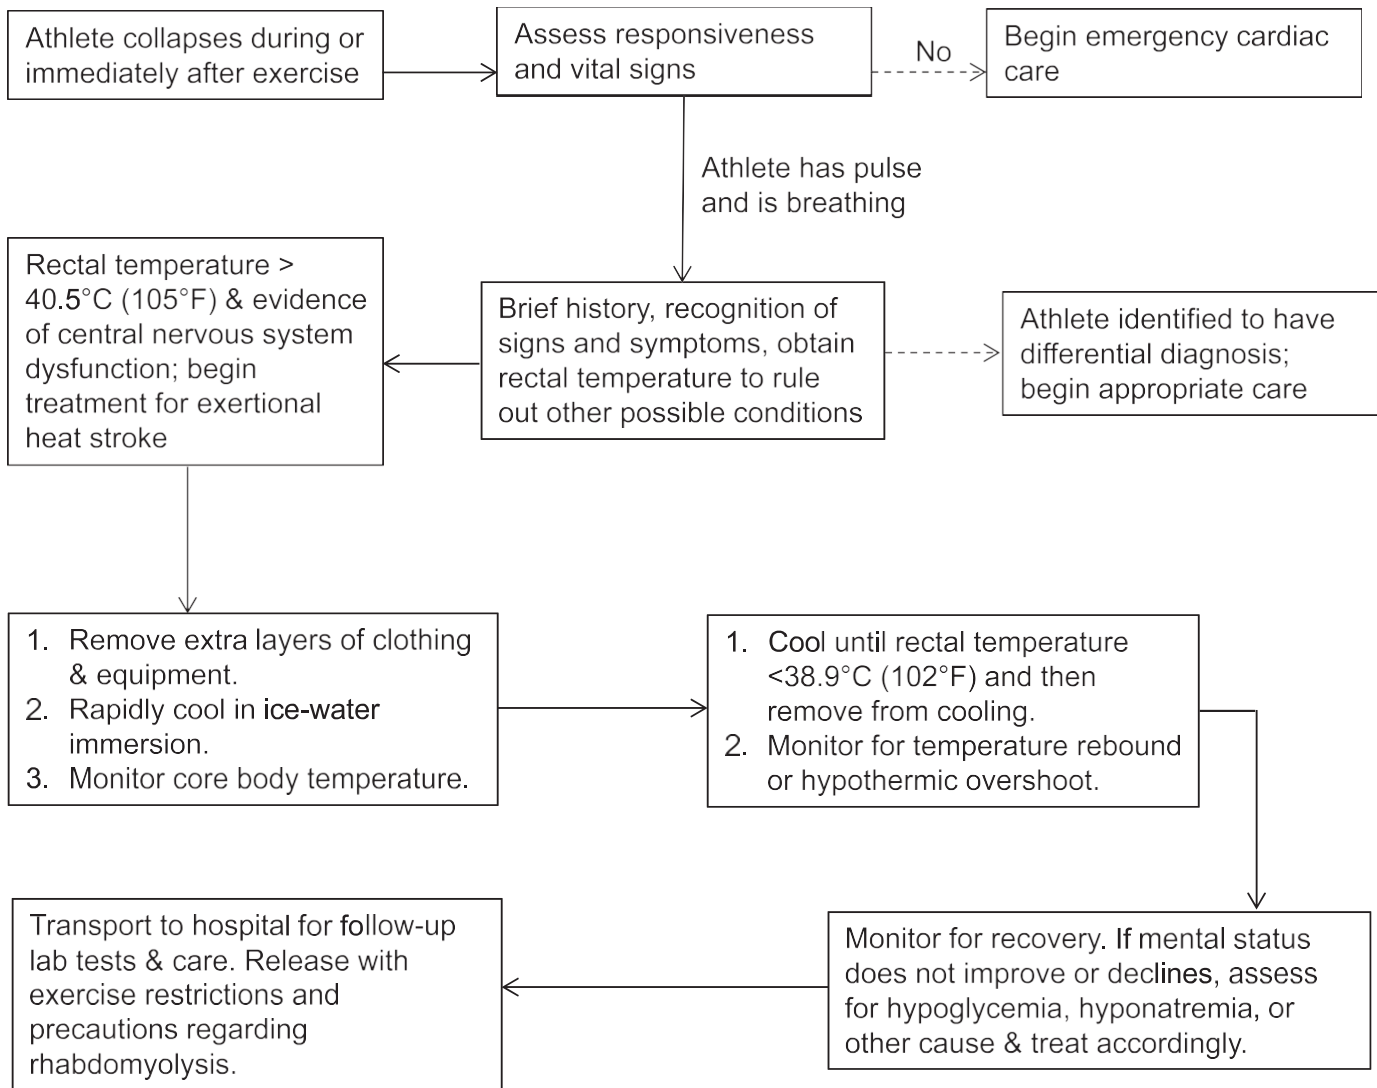 Athlete collapses during or
immediately after exercise
Assess responsiveness
and vital signs
No
Begin emergency cardiac
care
Athlete has pulse
and is breathing
Rectal temperature >
40.5°C (105°F) & evidence
of central nervous system
dysfunction; begin
treatment for exertional
heat stroke
Brief history, recognition of
signs and symptoms, obtain
rectal temperature to rule
out other possible conditions
Athlete identified to have
differential diagnosis;
begin appropriate care
1. Remove extra layers of clothing
& equipment.
2. Rapidly cool in ice-water
immersion.
3. Monitor core body temperature.
1. Cool until rectal temperature
<38.9°C (102°F) and then
remove from cooling.
2. Monitor for temperature rebound
or hypothermic overshoot.
Transport to hospital for follow-up
lab tests & care. Release with
exercise restrictions and
precautions regarding
rhabdomyolysis.
Monitor for recovery. If mental status
does not improve or declines, assess
for hypoglycemia, hyponatremia, or
other cause & treat accordingly.